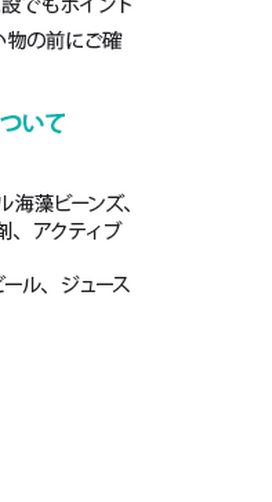 設でもポイント
い物の前にご確
ついて
ル海藻ビーンズ、
剤、アクティブ
ビール、ジュース